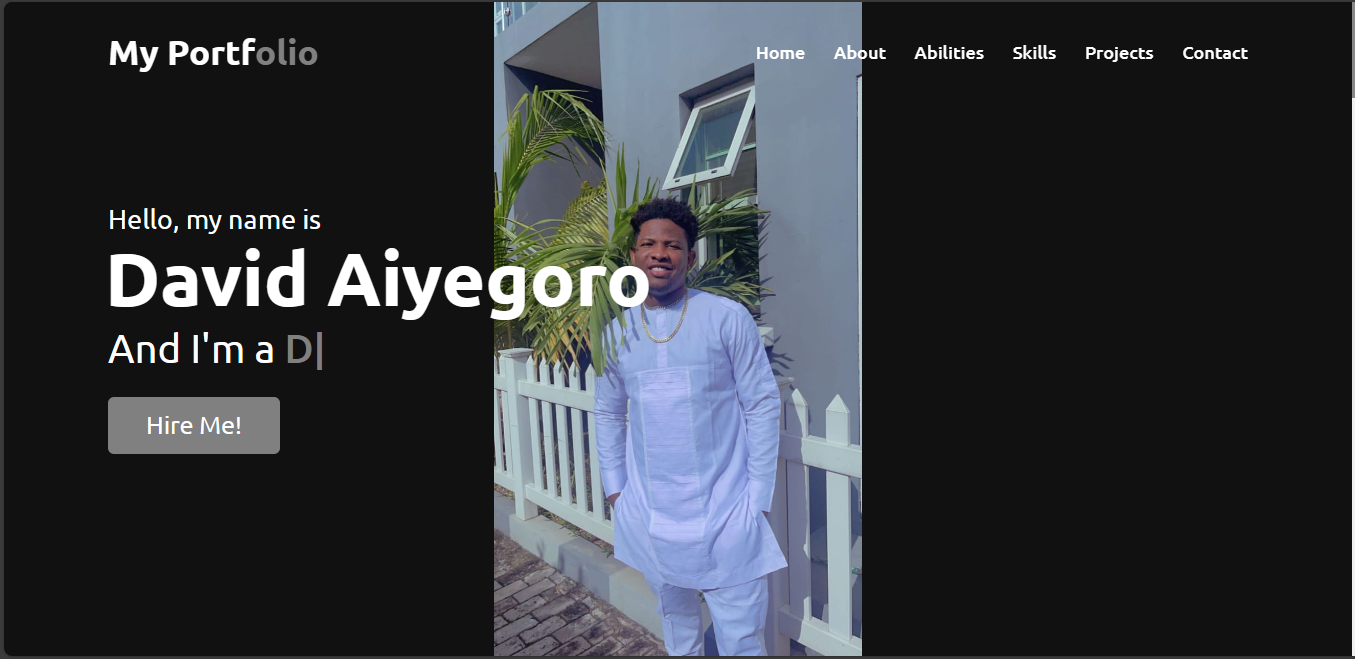 My Portfolio
Home About Abilities Skills Projects Contact
Hello, my name is
David Aiyegoro
And I'm a D|
Hire Me!